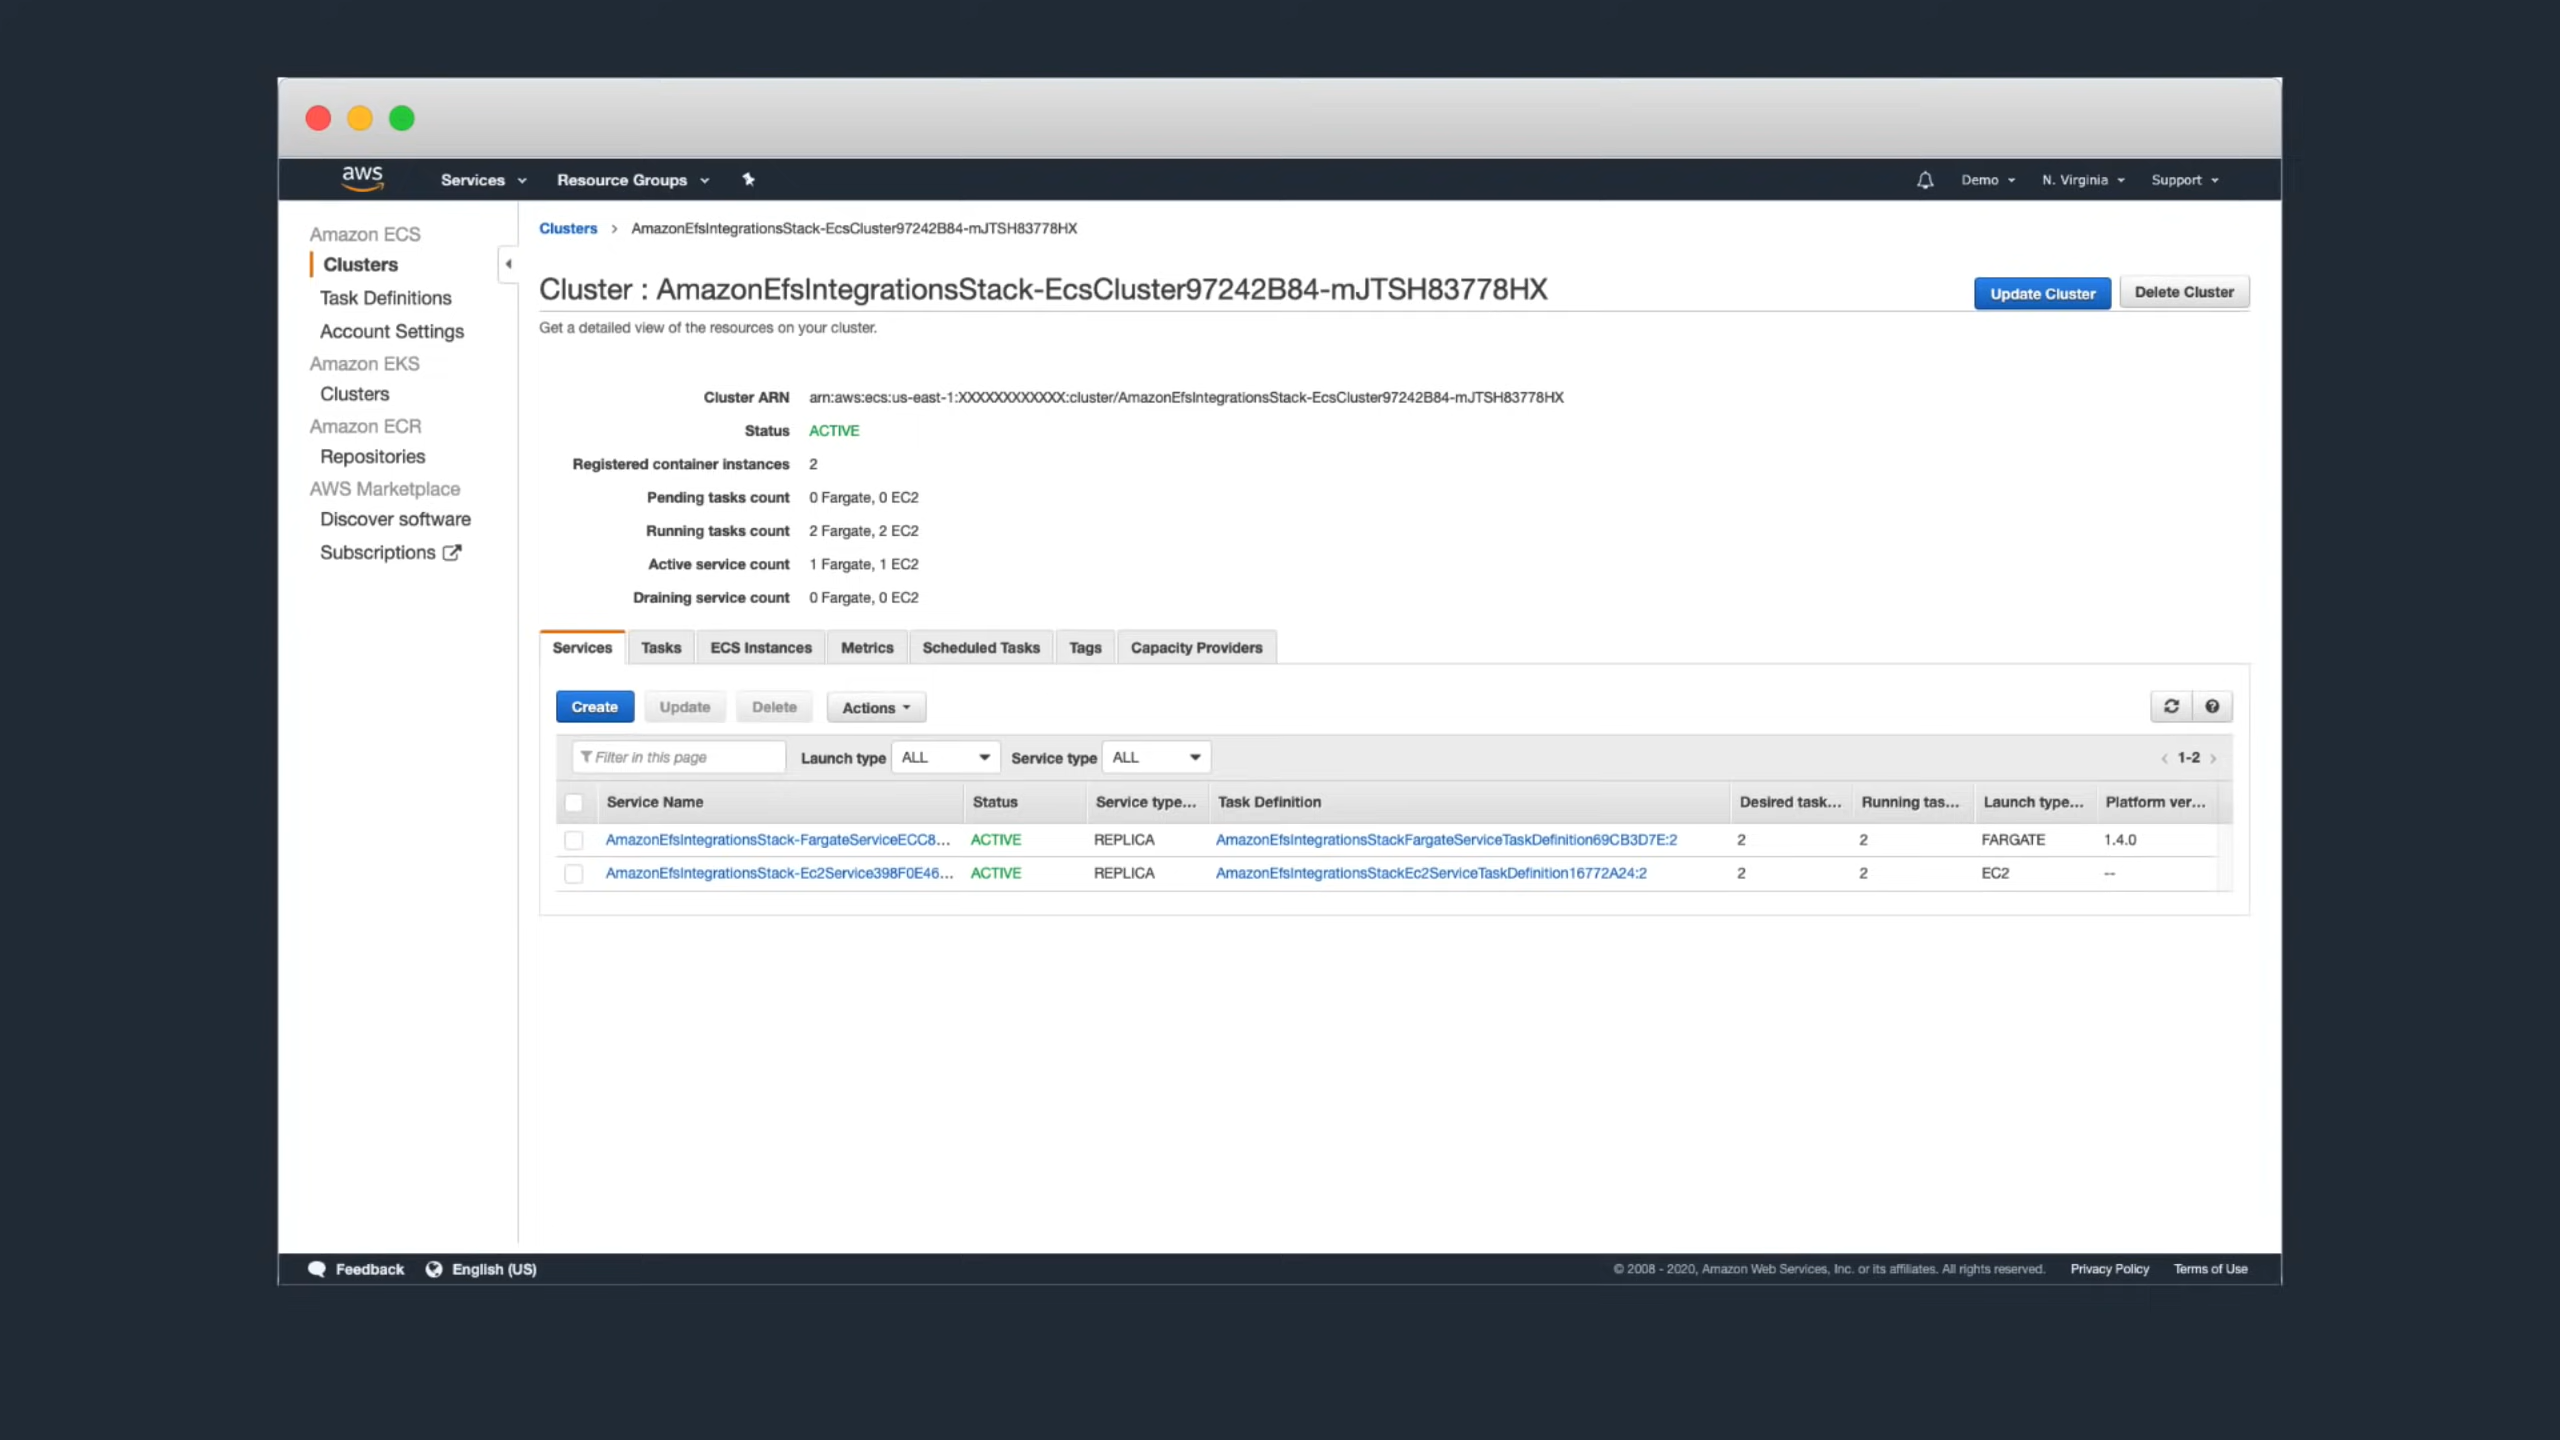 aws Services Resource Groups Demo N. Virginia Support
Amazon ECS
Clusters
Task Definitions
Account Settings
Amazon EKS
Clusters
Amazon ECR
Repositories
AWS Marketplace
Discover software
Subscriptions
Clusters > AmazonEfsIntegrationsStack-EcsCluster97242B84-mJTSH83778HX
Cluster : AmazonEfsIntegrationsStack-EcsCluster97242B84-mJTSH83778HX
Update Cluster Delete Cluster
Get a detailed view of the resources on your cluster.
Cluster ARN arn:aws:ecs:us-east-1:XXXXXXXXXXXX:cluster/AmazonEfsIntegrationsStack-EcsCluster97242B84-mJTSH83778HX
Status ACTIVE
Registered container instances 2
Pending tasks count 0 Fargate, 0 EC2
Running tasks count 2 Fargate, 2 EC2
Active service count 1 Fargate, 1 EC2
Draining service count 0 Fargate, 0 EC2
Services Tasks ECS Instances Metrics Scheduled Tasks Tags Capacity Providers
Create Update Delete Actions
Filter in this page Launch type ALL Service type ALL < 1-2 >
Service Name Status Service type... Task Definition Desired task... Running tas... Launch type... Platform ver...
AmazonEfsIntegrationsStack-FargateServiceECC8... ACTIVE REPLICA AmazonEfsIntegrationsStackFargateServiceTaskDefinition69CB3D7E:2 2 2 FARGATE 1.4.0
AmazonEfsIntegrationsStack-Ec2Service398F0E46... ACTIVE REPLICA AmazonEfsIntegrationsStackEc2ServiceTaskDefinition16772A24:2 2 2 EC2 --
Feedback English (US) © 2008 - 2020, Amazon Web Services, Inc. or its affiliates. All rights reserved. Privacy Policy Terms of Use